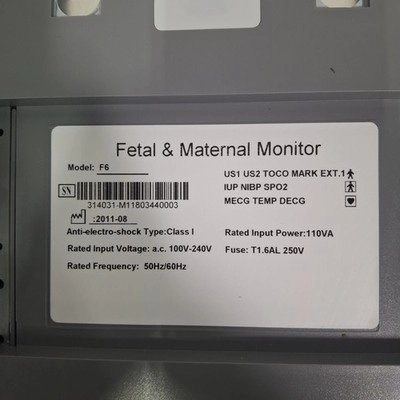 Fetal & Maternal Monitor
Model: F6
US1 US2 TOCO MARK EXT.1
IUP NIBP SPO2
MECG TEMP DECG
SN
314031-M11803440003
:2011-08
Anti-electro-shock Type:Class I
Rated Input Power:110VA
Rated Input Voltage: a.c. 100V-240V
Fuse: T1.6AL 250V
Rated Frequency: 50Hz/60Hz